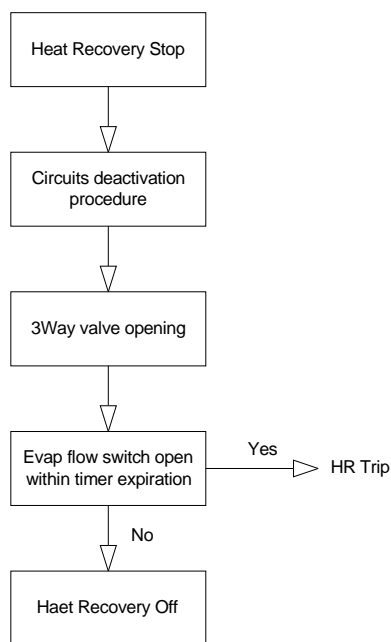 Heat Recovery Stop
Circuits deactivation
procedure
3Way valve opening
Evap flow switch open
within timer expiration
Yes
HR Trip
No
Haet Recovery Off